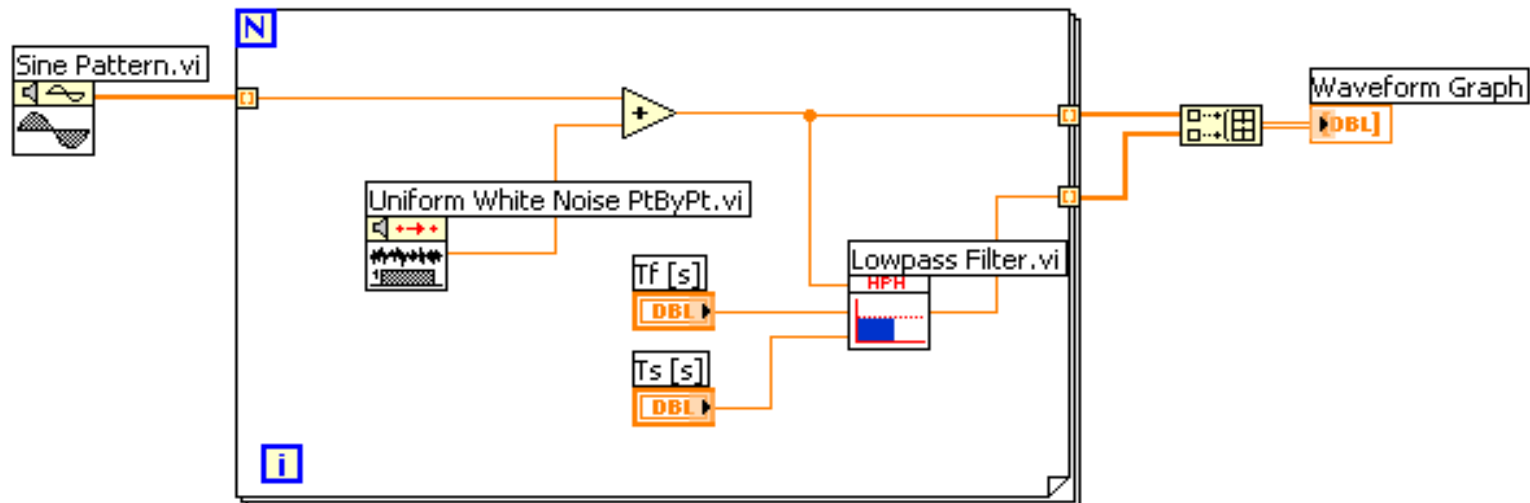 N
Sine Pattern.vi
Waveform Graph
DBL]
Uniform White Noise PtByPt.vi
1
Tf [s]
DBL
Lowpass Filter.vi
HPH
Ts [s]
DBL
i